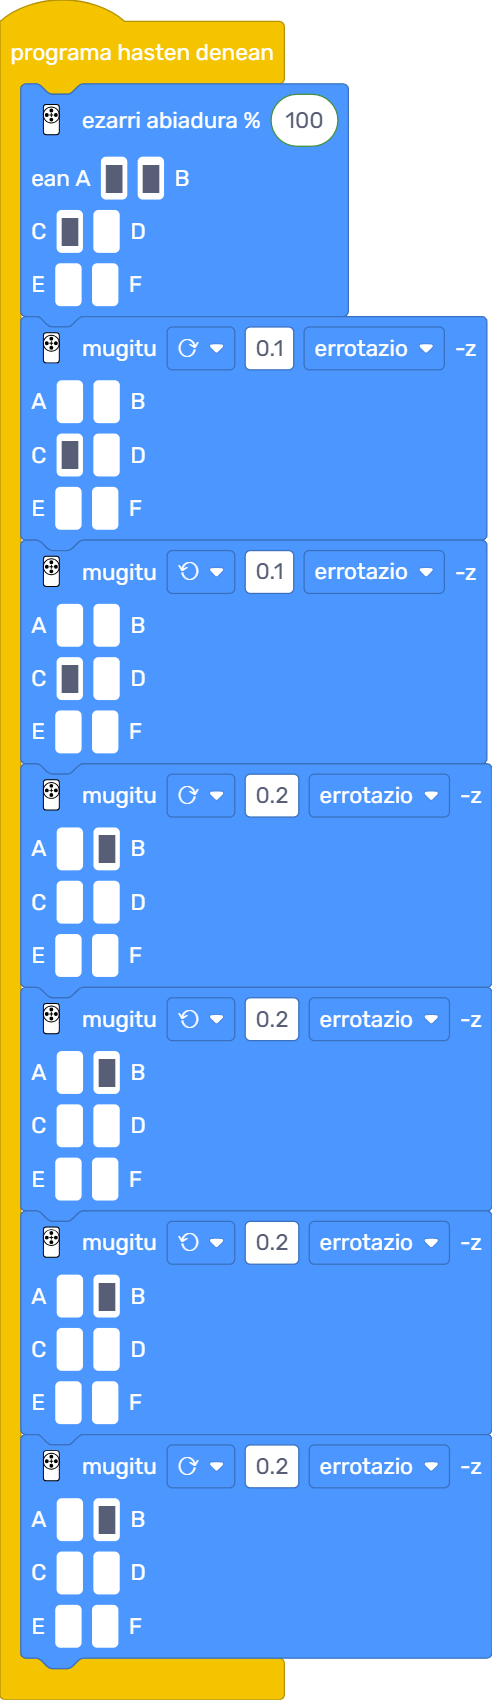 programa hasten denean
ezarri abiadura % 100
ean A B
C D
E F
mugitu 0.1 errotazio -z
A B
C D
E F
mugitu 0.1 errotazio -z
A B
C D
E F
mugitu 0.2 errotazio -z
A B
C D
E F
mugitu 0.2 errotazio -z
A B
C D
E F
mugitu 0.2 errotazio -z
A B
C D
E F
mugitu 0.2 errotazio -z
A B
C D
E F